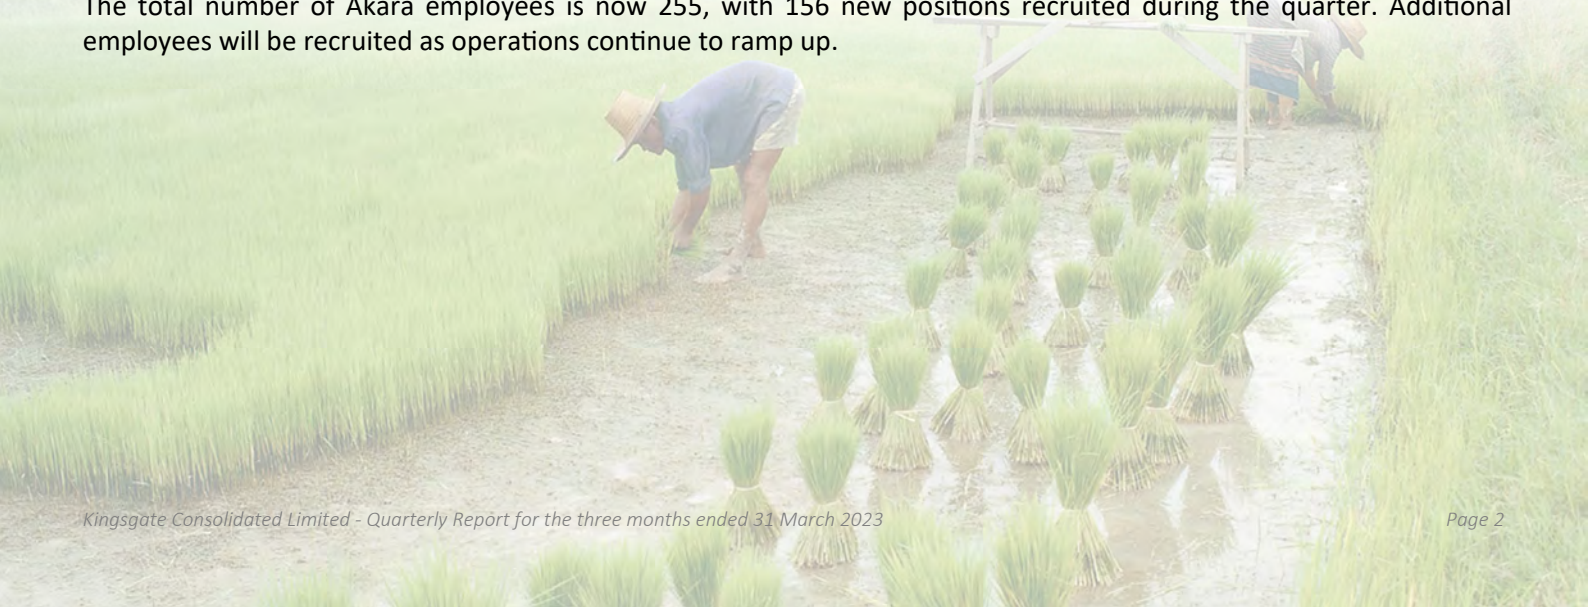 The total number of Akara employees is now 255, with 156 new positions recruited during the quarter. Additional
employees will be recruited as operations continue to ramp up.
Kingsgate Consolidated Limited - Quarterly Report for the three months ended 31 March 2023
Page 2